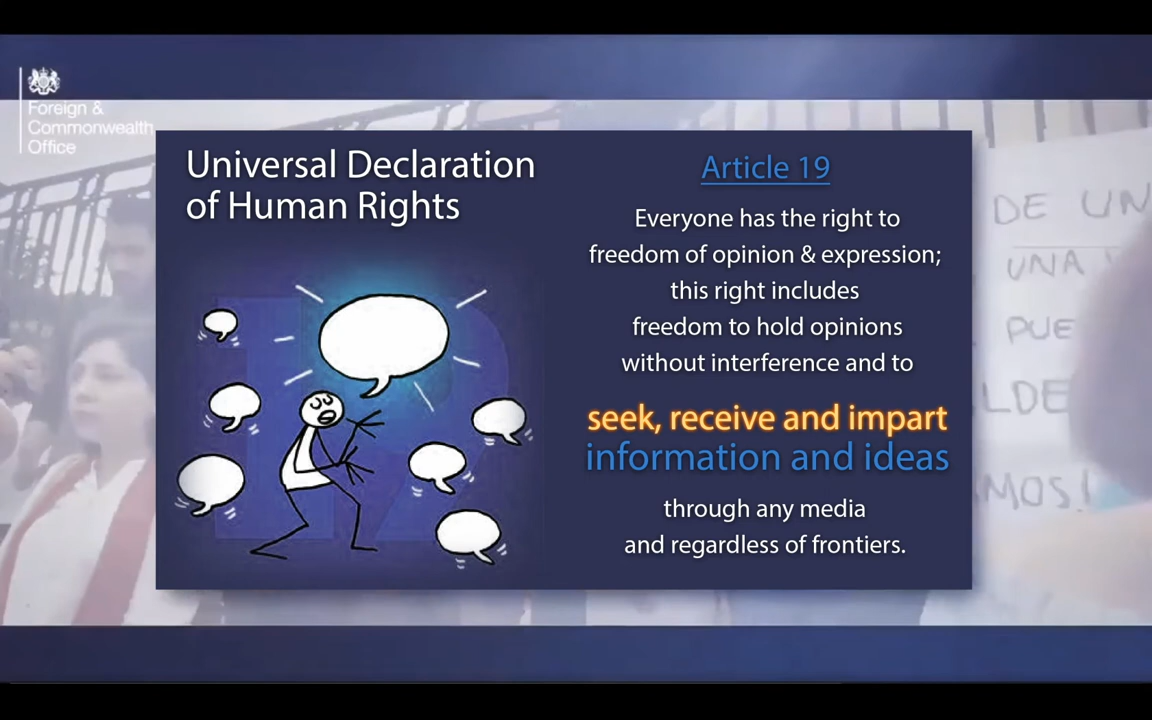 Foreign &
Commonwealth
Office
Universal Declaration
of Human Rights
Article 19
Everyone has the right to
freedom of opinion & expression;
this right includes
freedom to hold opinions
without interference and to
seek, receive and impart
information and ideas
through any media
and regardless of frontiers.
DE UN
UNA
PUE
LDE
MOS!